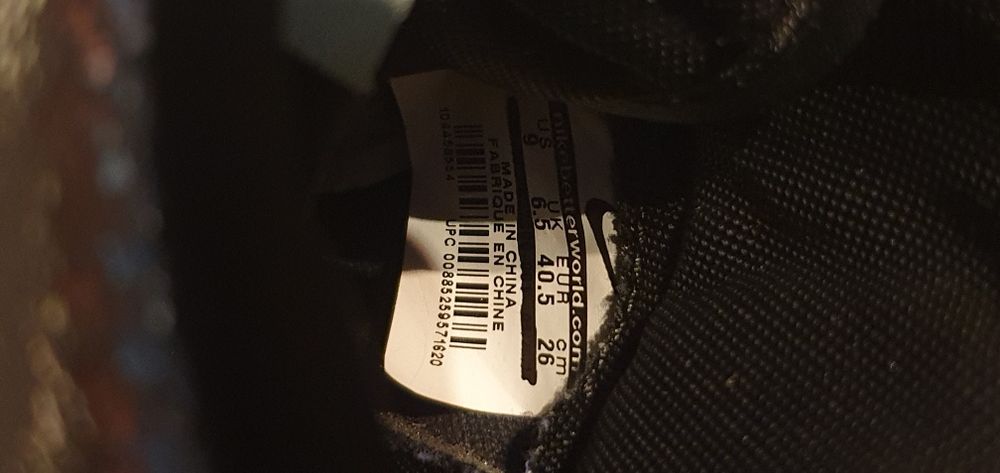 nikebetterworld.com
US UK EUR cm
9 6.5 40.5 26
MADE IN CHINA
FABRIQUE EN CHINE
UPC 00885259571620